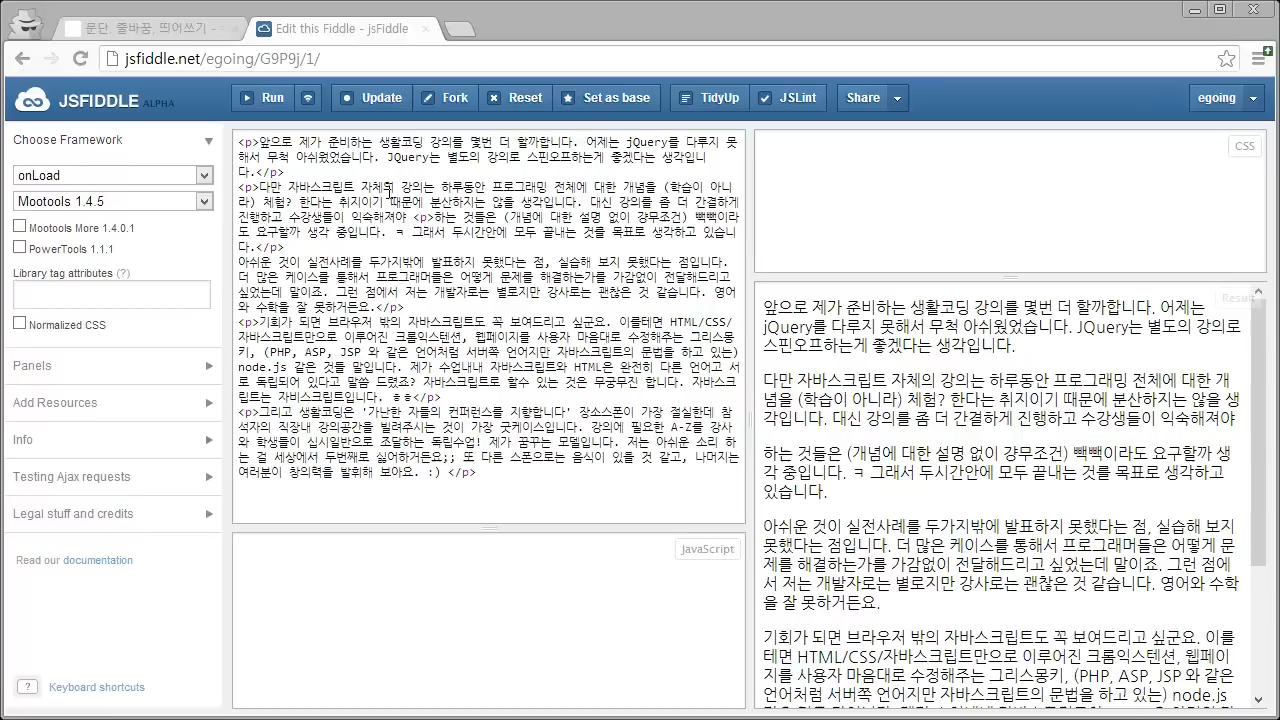 문단, 줄바꿈, 띄어쓰기 -
Edit this Fiddle - jsFiddle
jsfiddle.net/egoing/G9P9j/1/
JSFIDDLE ALPHA
Run
Update
Fork
Reset
Set as base
TidyUp
JSLint
Share
egoing
Choose Framework
onLoad
Mootools 1.4.5
Mootools More 1.4.0.1
PowerTools 1.1.1
Library tag attributes (?)
Normalized CSS
Panels
Add Resources
Info
Testing Ajax requests
Legal stuff and credits
Read our documentation
? Keyboard shortcuts
<p>앞으로 제가 준비하는 생활코딩 강의를 몇번 더 할까합니다. 어제는 jQuery를 다루지 못
해서 무척 아쉬웠었습니다. JQuery는 별도의 강의로 스핀오프하는게 좋겠다는 생각입니
다.</p>
<p>다만 자바스크립트 자체의 강의는 하루동안 프로그래밍 전체에 대한 개념을 (학습이 아니
라) 체험? 한다는 취지이기 때문에 분산하지는 않을 생각입니다. 대신 강의를 좀 더 간결하게
진행하고 수강생들이 익숙해져야 <p>하는 것들은 (개념에 대한 설명 없이 걍무조건) 빽빽이라
도 요구할까 생각 중입니다. ㅋ 그래서 두시간안에 모두 끝내는 것을 목표로 생각하고 있습니
다.</p>
아쉬운 것이 실전사례를 두가지밖에 발표하지 못했다는 점, 실습해 보지 못했다는 점입니다.
더 많은 케이스를 통해서 프로그래머들은 어떻게 문제를 해결하는가를 가감없이 전달해드리고
싶었는데 말이죠. 그런 점에서 저는 개발자로는 별로지만 강사로는 괜찮은 것 같습니다. 영어
와 수학을 잘 못하거든요.</p>
<p>기회가 되면 브라우저 밖의 자바스크립트도 꼭 보여드리고 싶군요. 이를테면 HTML/CSS/
자바스크립트만으로 이루어진 크롬익스텐션, 웹페이지를 사용자 마음대로 수정해주는 그리스몽
키, (PHP, ASP, JSP 와 같은 언어처럼 서버쪽 언어지만 자바스크립트의 문법을 하고 있는)
node.js 같은 것을 말입니다. 제가 수업내내 자바스크립트와 HTML은 완전히 다른 언어고 서
로 독립되어 있다고 말씀 드렸죠? 자바스크립트로 할수 있는 것은 무궁무진 합니다. 자바스크
립트는 자바스크립트입니다. ㅎㅎ</p>
<p>그리고 생활코딩은 '가난한 자들의 컨퍼런스를 지향합니다' 장소스폰이 가장 절실한데 참
석자의 직장내 강의공간을 빌려주시는 것이 가장 굿케이스입니다. 강의에 필요한 A-Z를 강사
와 학생들이 십시일반으로 조달하는 독립수업! 제가 꿈꾸는 모델입니다. 저는 아쉬운 소리 하
는 걸 세상에서 두번째로 싫어하거든요;; 또 다른 스폰으로는 음식이 있을 것 같고, 나머지는
여러분이 창의력을 발휘해 보아요. :) </p>
JavaScript
CSS
Result
앞으로 제가 준비하는 생활코딩 강의를 몇번 더 할까합니다. 어제는
jQuery를 다루지 못해서 무척 아쉬웠었습니다. JQuery는 별도의 강의로
스핀오프하는게 좋겠다는 생각입니다.
다만 자바스크립트 자체의 강의는 하루동안 프로그래밍 전체에 대한 개
념을 (학습이 아니라) 체험? 한다는 취지이기 때문에 분산하지는 않을 생
각입니다. 대신 강의를 좀 더 간결하게 진행하고 수강생들이 익숙해져야
하는 것들은 (개념에 대한 설명 없이 걍무조건) 빽빽이라도 요구할까 생
각 중입니다. ㅋ 그래서 두시간안에 모두 끝내는 것을 목표로 생각하고
있습니다.
아쉬운 것이 실전사례를 두가지밖에 발표하지 못했다는 점, 실습해 보지
못했다는 점입니다. 더 많은 케이스를 통해서 프로그래머들은 어떻게 문
제를 해결하는가를 가감없이 전달해드리고 싶었는데 말이죠. 그런 점에
서 저는 개발자로는 별로지만 강사로는 괜찮은 것 같습니다. 영어와 수학
을 잘 못하거든요.
기회가 되면 브라우저 밖의 자바스크립트도 꼭 보여드리고 싶군요. 이를
테면 HTML/CSS/자바스크립트만으로 이루어진 크롬익스텐션, 웹페이
지를 사용자 마음대로 수정해주는 그리스몽키, (PHP, ASP, JSP 와 같은
언어처럼 서버쪽 언어지만 자바스크립트의 문법을 하고 있는) node.js